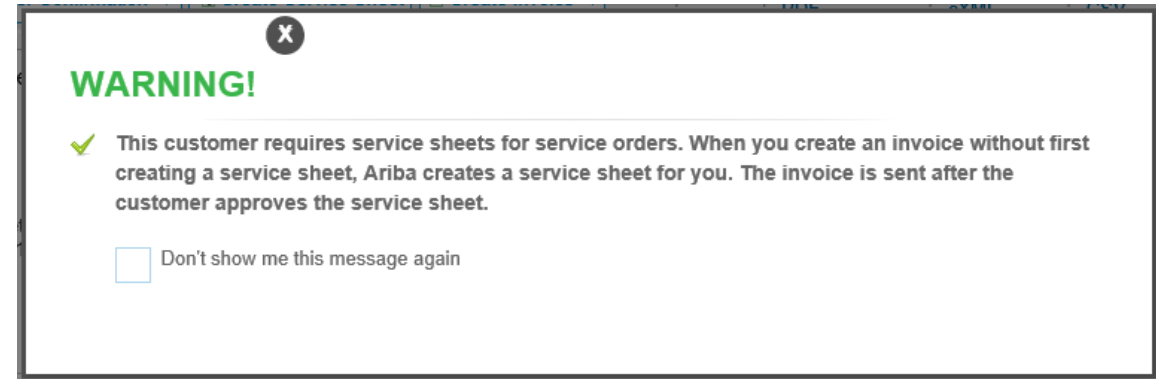 X
WARNING!
This customer requires service sheets for service orders. When you create an invoice without first
creating a service sheet, Ariba creates a service sheet for you. The invoice is sent after the
customer approves the service sheet.
Don't show me this message again